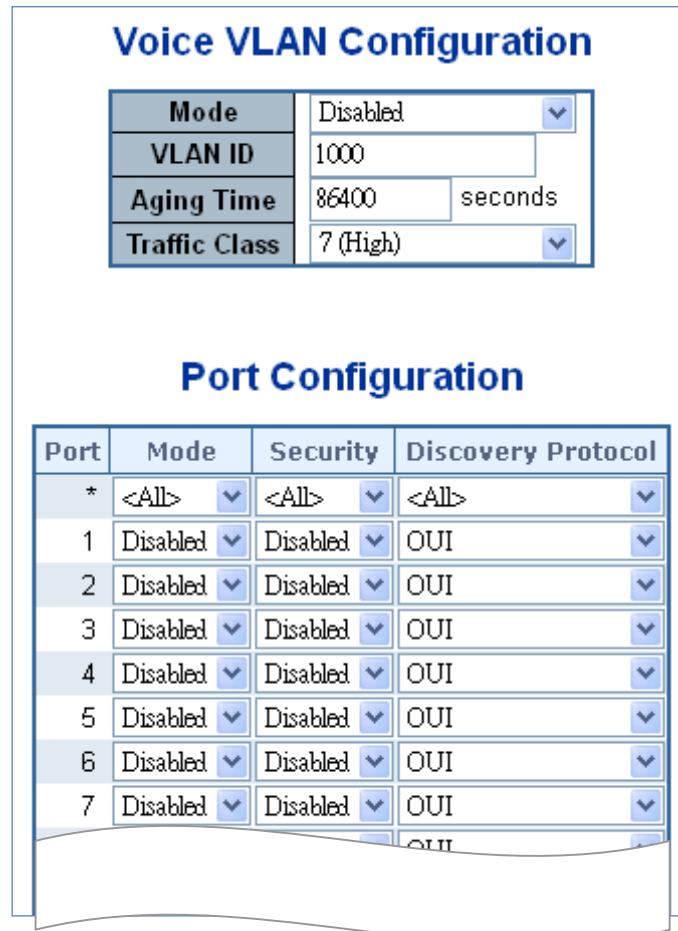 Voice VLAN Configuration
Mode Disabled
VLAN ID 1000
Aging Time 86400 seconds
Traffic Class 7 (High)
Port Configuration
Port Mode Security Discovery Protocol
* <All> <All> <All>
1 Disabled Disabled OUI
2 Disabled Disabled OUI
3 Disabled Disabled OUI
4 Disabled Disabled OUI
5 Disabled Disabled OUI
6 Disabled Disabled OUI
7 Disabled Disabled OUI
OUI